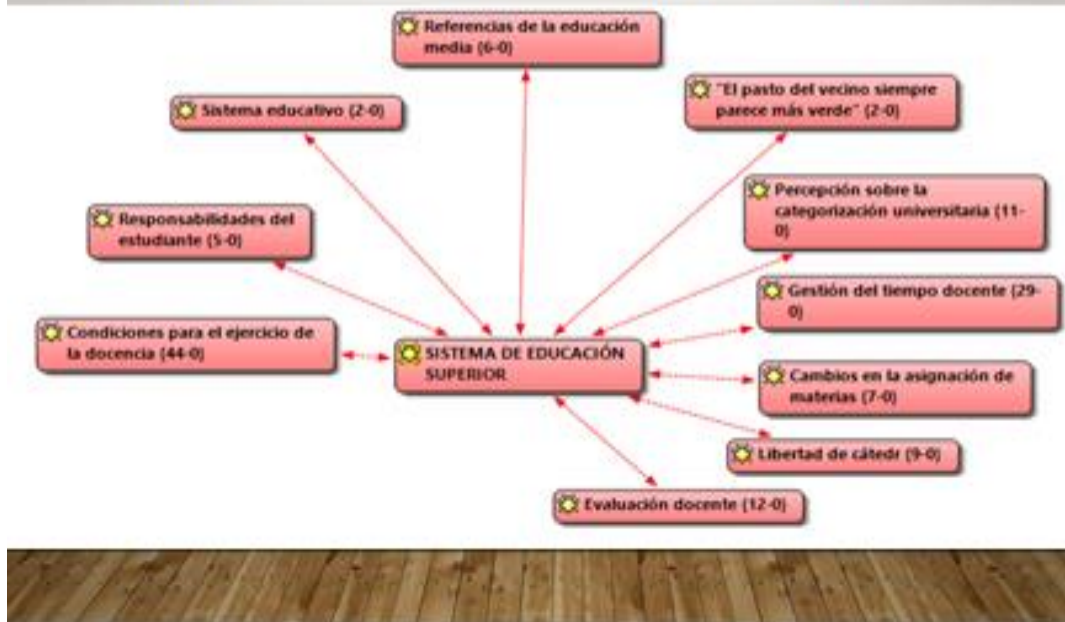 Referencias de la educación
media {6-0}
"El pasto del vecino siempre
parece más verde" {2-0}
Sistema educativo {2-0}
Percepción sobre la
categorización universitaria {11-
0}
Responsabilidades del
estudiante {5-0}
Gestión del tiempo docente {29-
0}
Condiciones para el ejercicio de
la docencia {44-0}
SISTEMA DE EDUCACIÓN
SUPERIOR
Cambios en la asignación de
materias {7-0}
Libertad de cátedr {9-0}
Evaluación docente {12-0}